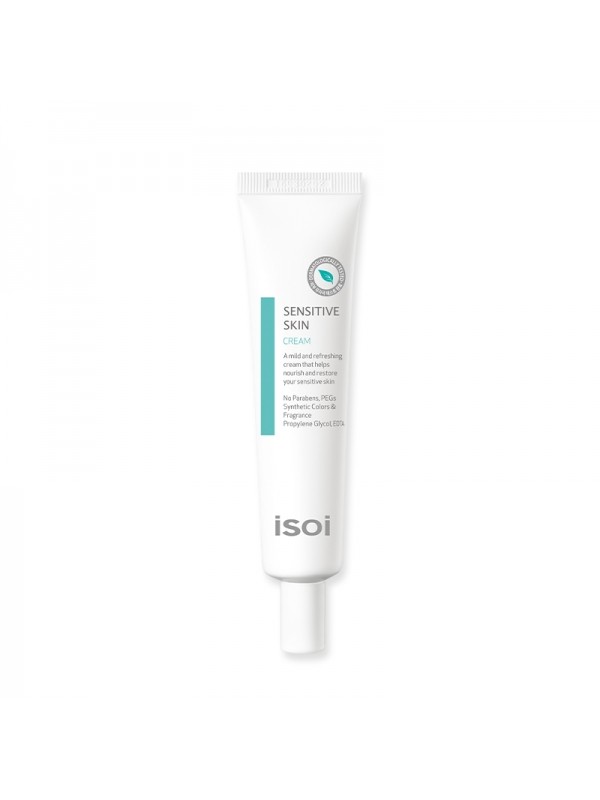 SENSITIVE
SKIN
CREAM
A mild and refreshing
cream that helps
nourish and restore
your sensitive skin
No Parabens, PEGs
Synthetic Colors &
Fragrance
Propylene Glycol, EDTA
isoi